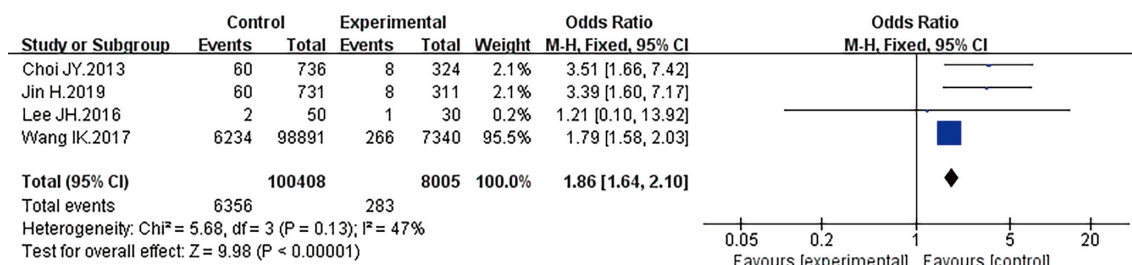 Control Experimental Odds Ratio Odds Ratio
Study or Subgroup Events Total Events Total Weight M-H, Fixed, 95% CI M-H, Fixed, 95% CI
Choi JY.2013 60 736 8 324 2.1% 3.51 [1.66, 7.42]
Jin H.2019 60 731 8 311 2.1% 3.39 [1.60, 7.17]
Lee JH.2016 2 50 1 30 0.2% 1.21 [0.10, 13.92]
Wang IK.2017 6234 98891 266 7340 95.5% 1.79 [1.58, 2.03]
Total (95% CI) 100408 8005 100.0% 1.86 [1.64, 2.10]
Total events 6356 283
Heterogeneity: Chi² = 5.68, df = 3 (P = 0.13); I² = 47%
Test for overall effect: Z = 9.98 (P < 0.00001)
0.05 0.2 1 5 20
Favours [experimental] Favours [control]